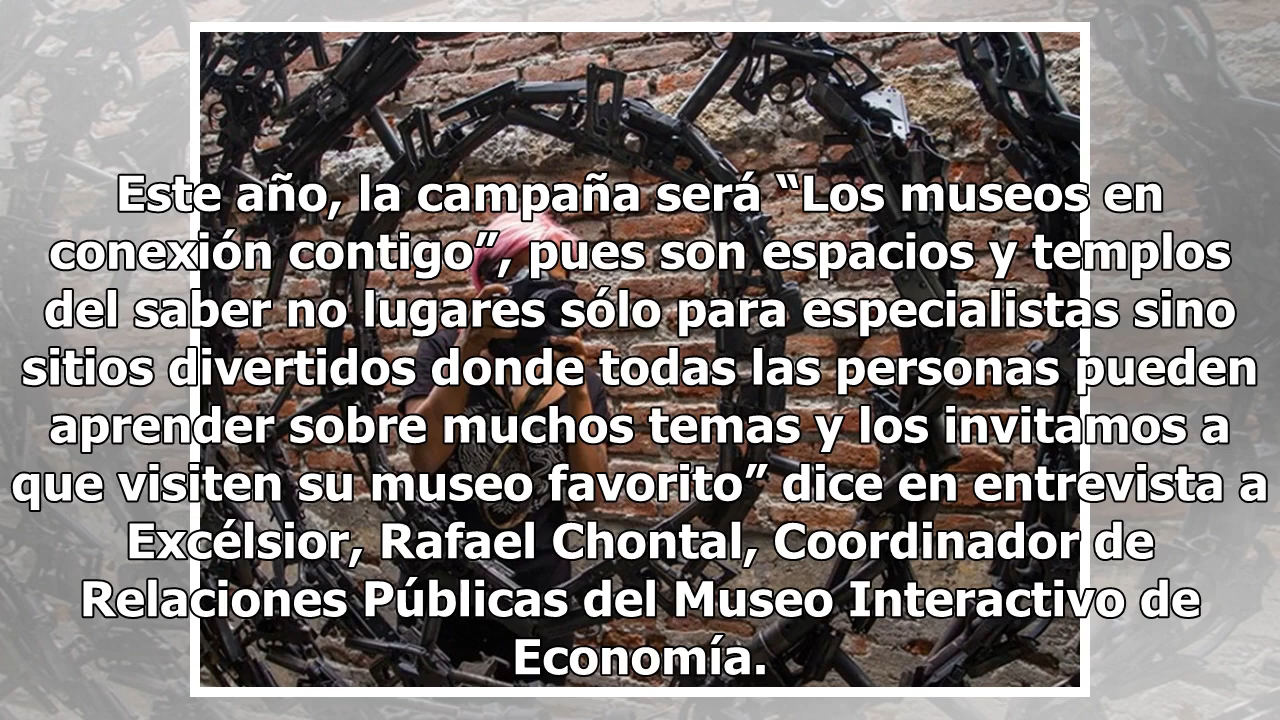 Este año, la campaña será “Los museos en
conexión contigo”, pues son espacios y templos
del saber no lugares sólo para especialistas sino
sitios divertidos donde todas las personas pueden
aprender sobre muchos temas y los invitamos a
que visiten su museo favorito” dice en entrevista a
Excélsior, Rafael Chontal, Coordinador de
Relaciones Públicas del Museo Interactivo de
Economía.